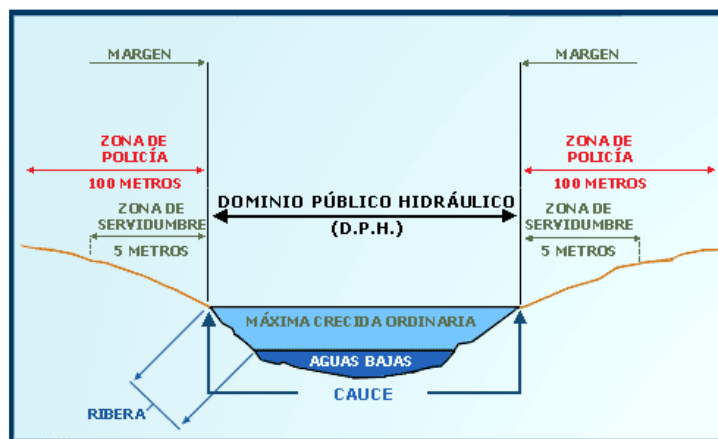 MARGEN
MARGEN
ZONA DE
POLICÍA
100 METROS
ZONA DE
POLICÍA
100 METROS
DOMINIO PÚBLICO HIDRÁULICO
(D.P.H.)
ZONA DE
SERVIDUMBRE
5 METROS
ZONA DE
SERVIDUMBRE
5 METROS
MÁXIMA CRECIDA ORDINARIA
AGUAS BAJAS
CAUCE
RIBERA